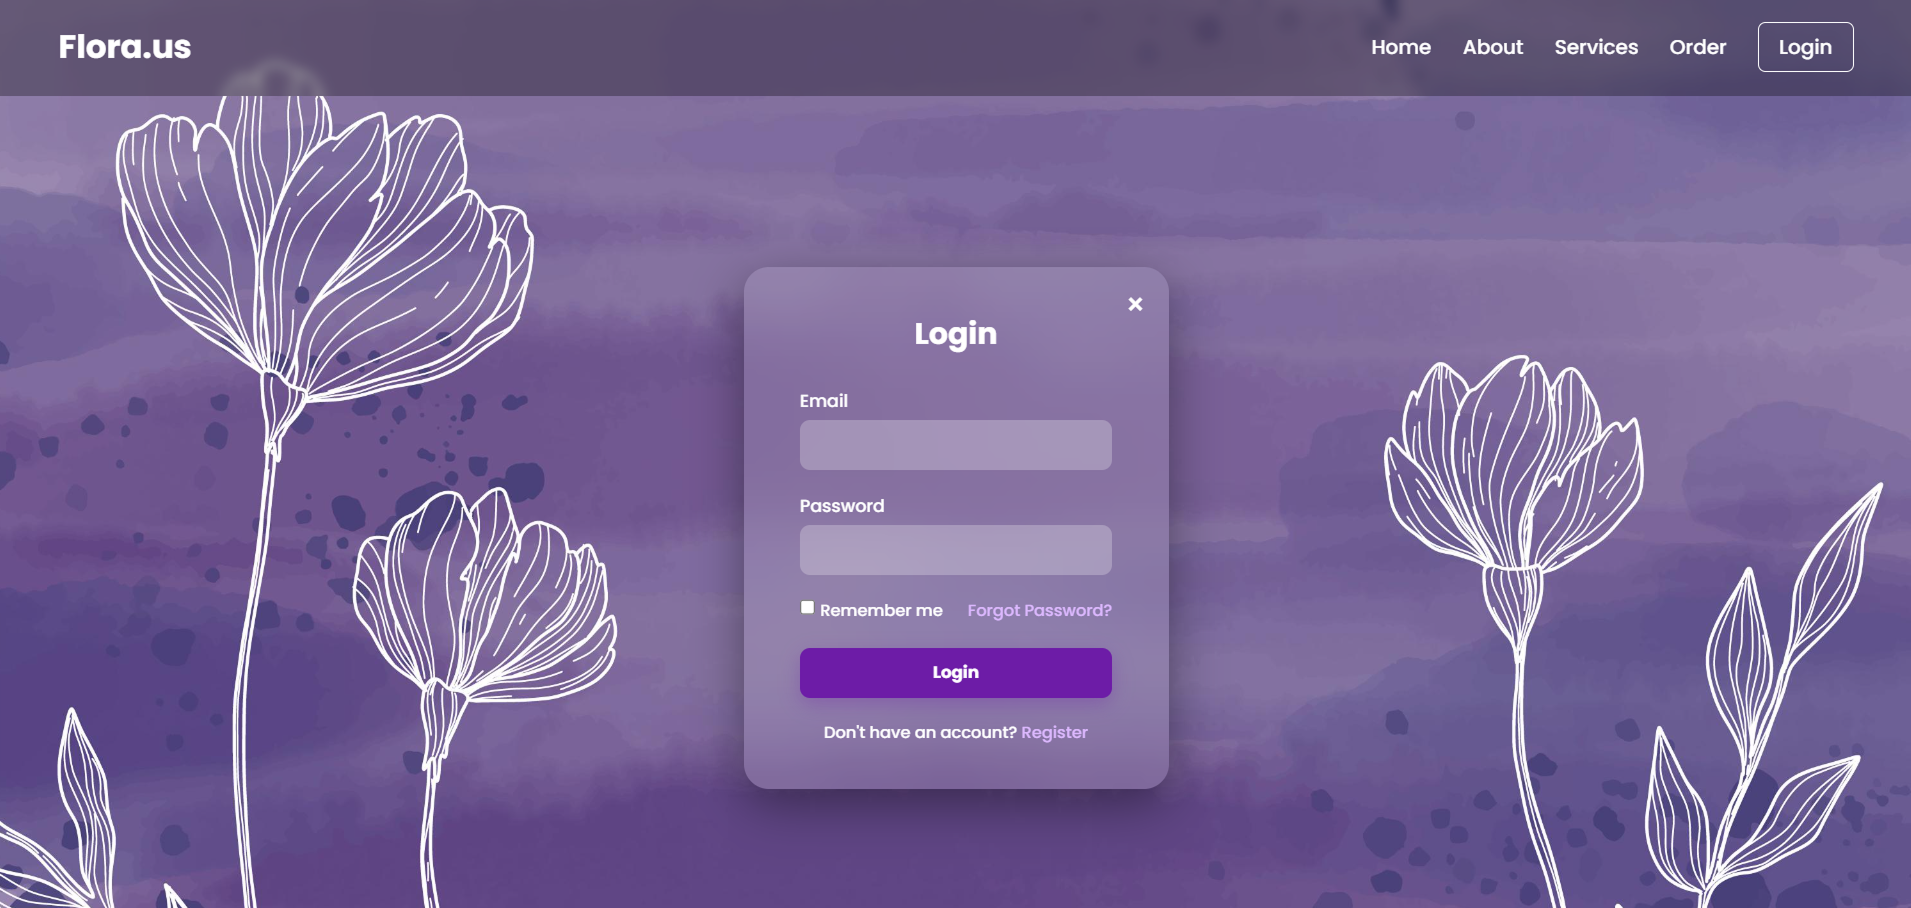 Flora.us
Home About Services Order Login
×
Login
Email
Password
Remember me Forgot Password?
Login
Don't have an account? Register